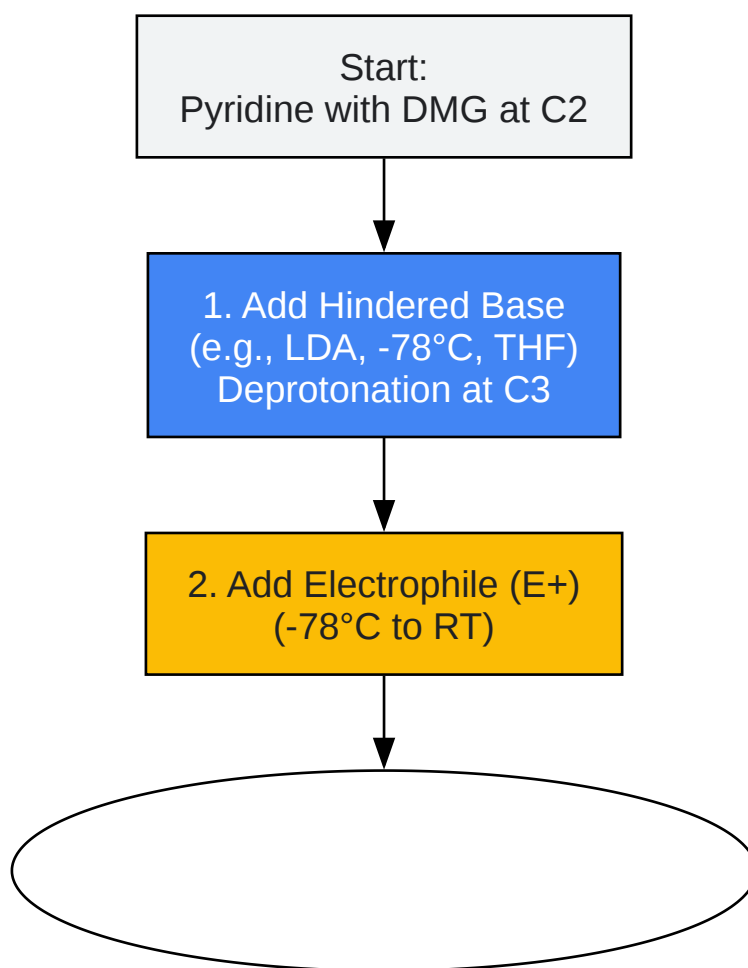 Start:
Pyridine with DMG at C2
1. Add Hindered Base
(e.g., LDA, -78°C, THF)
Deprotonation at C3
2. Add Electrophile (E+)
(-78°C to RT)